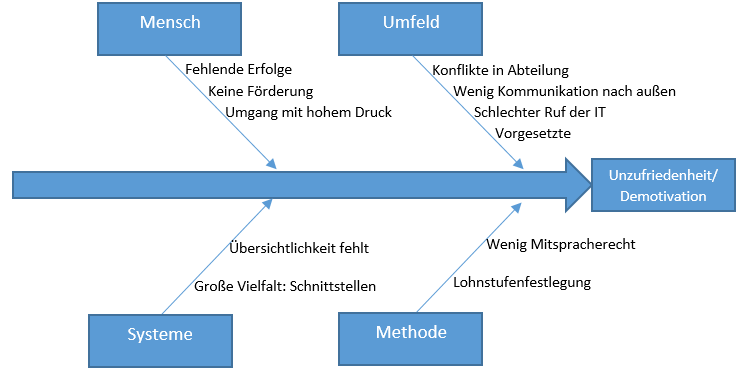 Mensch
Umfeld
Fehlende Erfolge
Keine Förderung
Umgang mit hohem Druck
Konflikte in Abteilung
Wenig Kommunikation nach außen
Schlechter Ruf der IT
Vorgesetzte
Unzufriedenheit/
Demotivation
Übersichtlichkeit fehlt
Große Vielfalt: Schnittstellen
Wenig Mitspracherecht
Lohnstufenfestlegung
Systeme
Methode